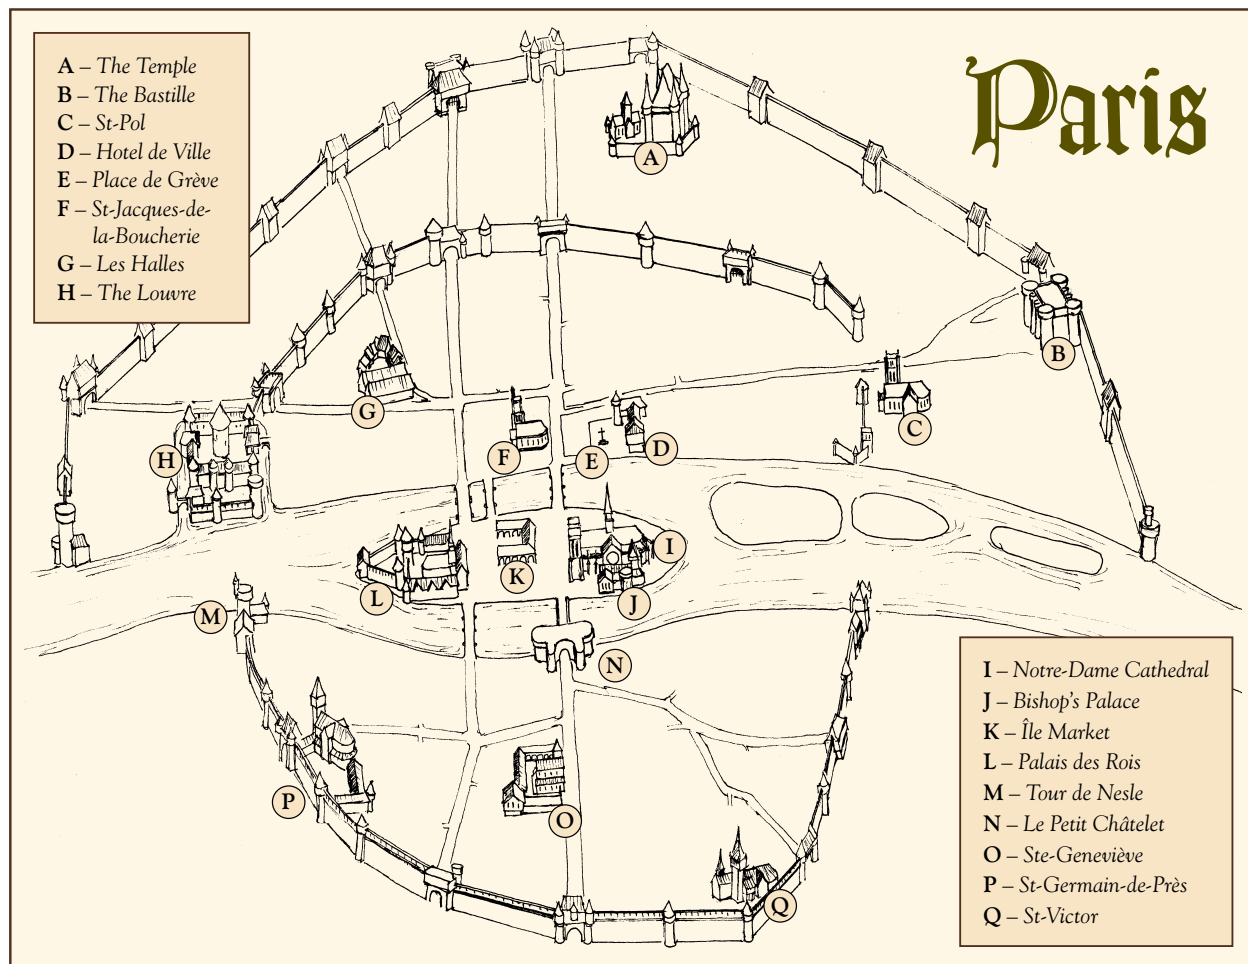 Paris
A – The Temple
B – The Bastille
C – St-Pol
D – Hotel de Ville
E – Place de Grève
F – St-Jacques-de-
la-Boucherie
G – Les Halles
H – The Louvre
A
B
C
G
H
F
E
D
I
K
L
J
M
N
P
O
Q
I – Notre-Dame Cathedral
J – Bishop's Palace
K – Île Market
L – Palais des Rois
M – Tour de Nesle
N – Le Petit Châtelet
O – Ste-Geneviève
P – St-Germain-de-Près
Q – St-Victor